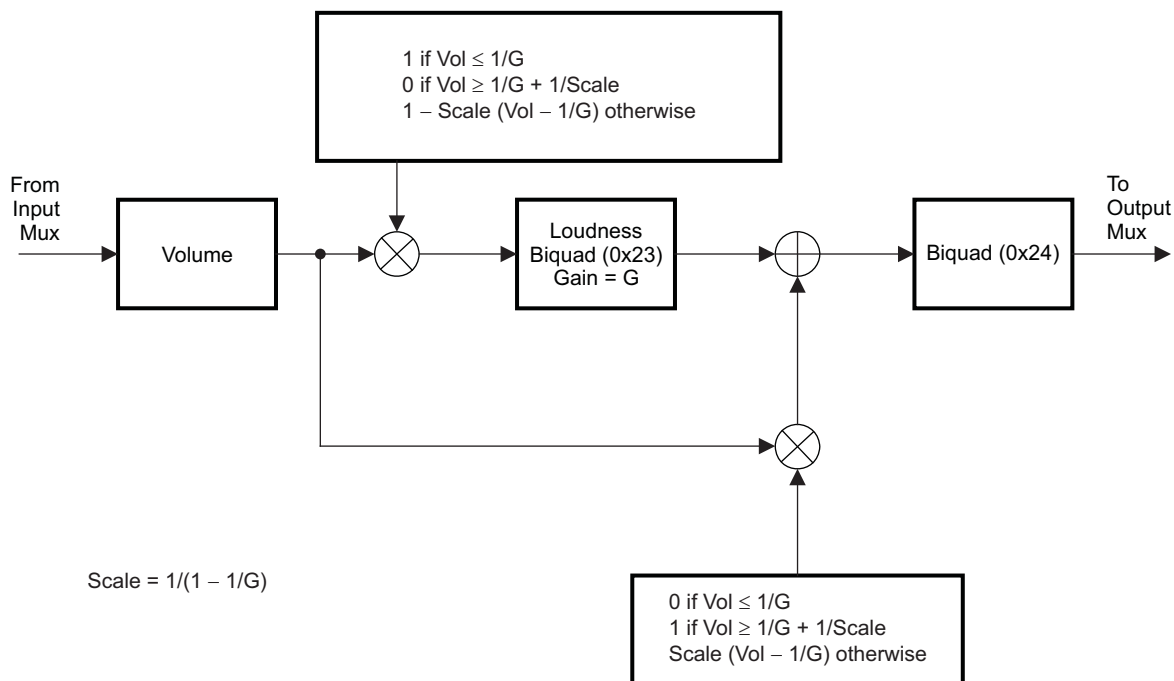 1 if Vol ≤ 1/G
0 if Vol ≥ 1/G + 1/Scale
1 – Scale (Vol – 1/G) otherwise
From
Input
Mux
Volume
Loudness
Biquad (0x23)
Gain = G
Biquad (0x24)
To
Output
Mux
Scale = 1/(1 – 1/G)
0 if Vol ≤ 1/G
1 if Vol ≥ 1/G + 1/Scale
Scale (Vol – 1/G) otherwise